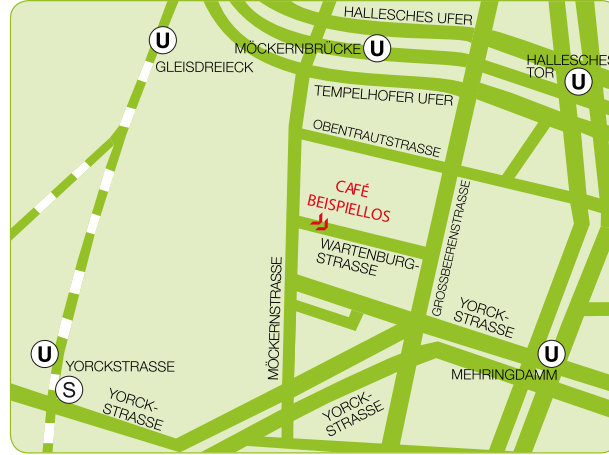 HALLESCHES UFER
U
GLEISDREIECK
MÖCKERNBRÜCKE
U
HALLESCHES
TOR
U
TEMPELHOFER UFER
OBENTRAUTSTRASSE
CAFÉ
BEISPIELLOS
WARTENBURG-
STRASSE
GROSSBEERENSTRASSE
MÖCKERNSTRASSE
YORCK-
STRASSE
U
YORCKSTRASSE
S
YORCK-
STRASSE
YORCK-
STRASSE
U
MEHRINGDAMM